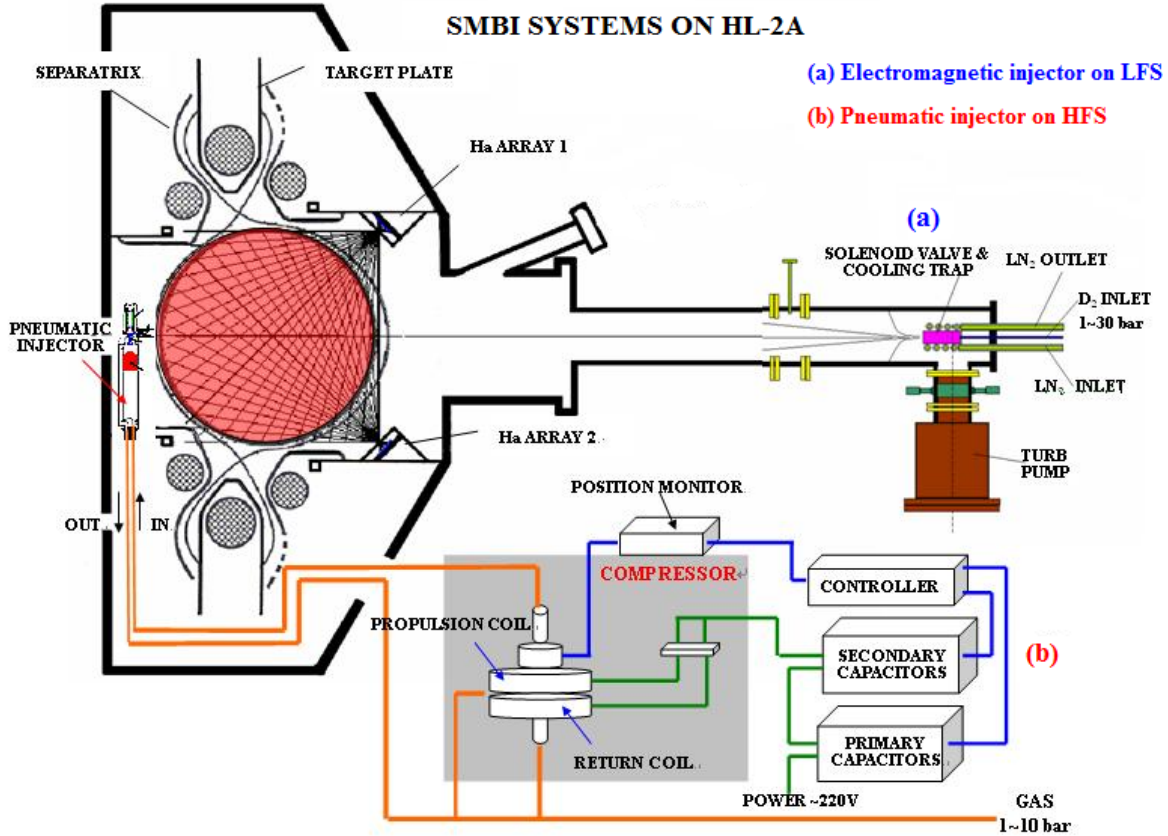 SMBI SYSTEMS ON HL-2A
(a) Electromagnetic injector on LFS
(b) Pneumatic injector on HFS
SEPARATRIX
TARGET PLATE
Ha ARRAY 1
(a)
SOLENOID VALVE &
COOLING TRAP
LN₂ OUTLET
D₂ INLET
1~30 bar
LN₂ INLET
PNEUMATIC
INJECTOR
Ha ARRAY 2
TURB
PUMP
OUT
IN
POSITION MONITOR
COMPRESSOR
CONTROLLER
PROPULSION COIL
SECONDARY
CAPACITORS
(b)
PRIMARY
CAPACITORS
RETURN COIL
POWER ~220V
GAS
1~10 bar